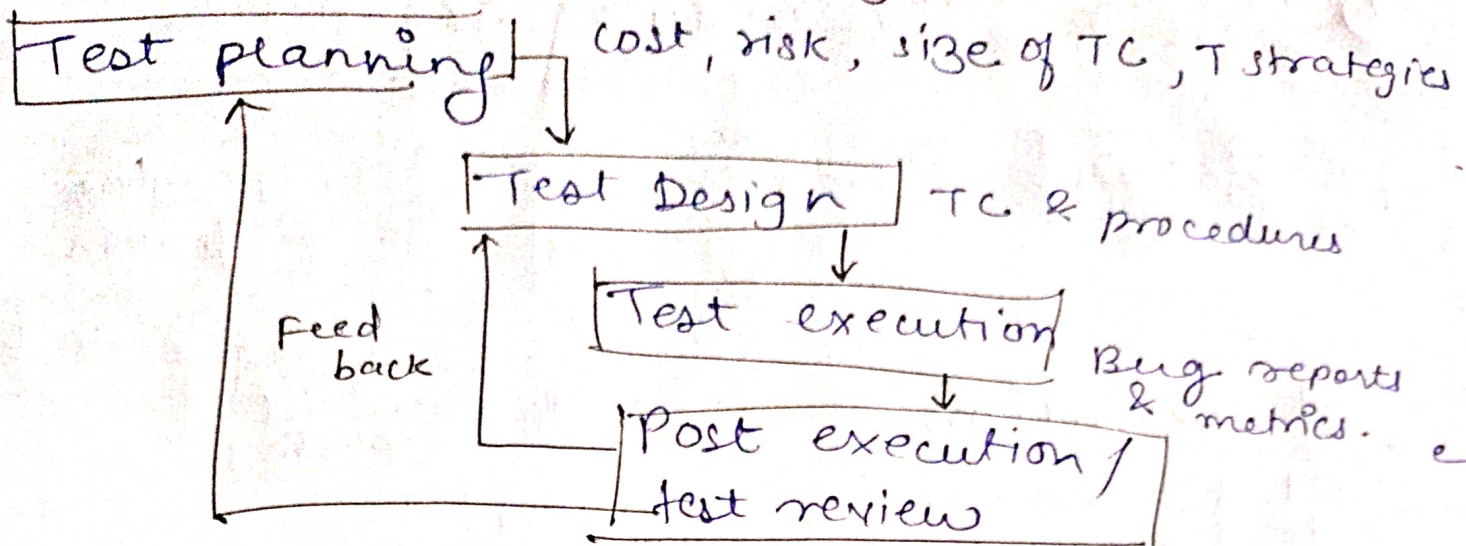 Test planning cost, risk, size of TC, T strategies
Test Design TC & procedures
Test execution
Feed
back
Bug reports
& metrics.
Post execution /
test review